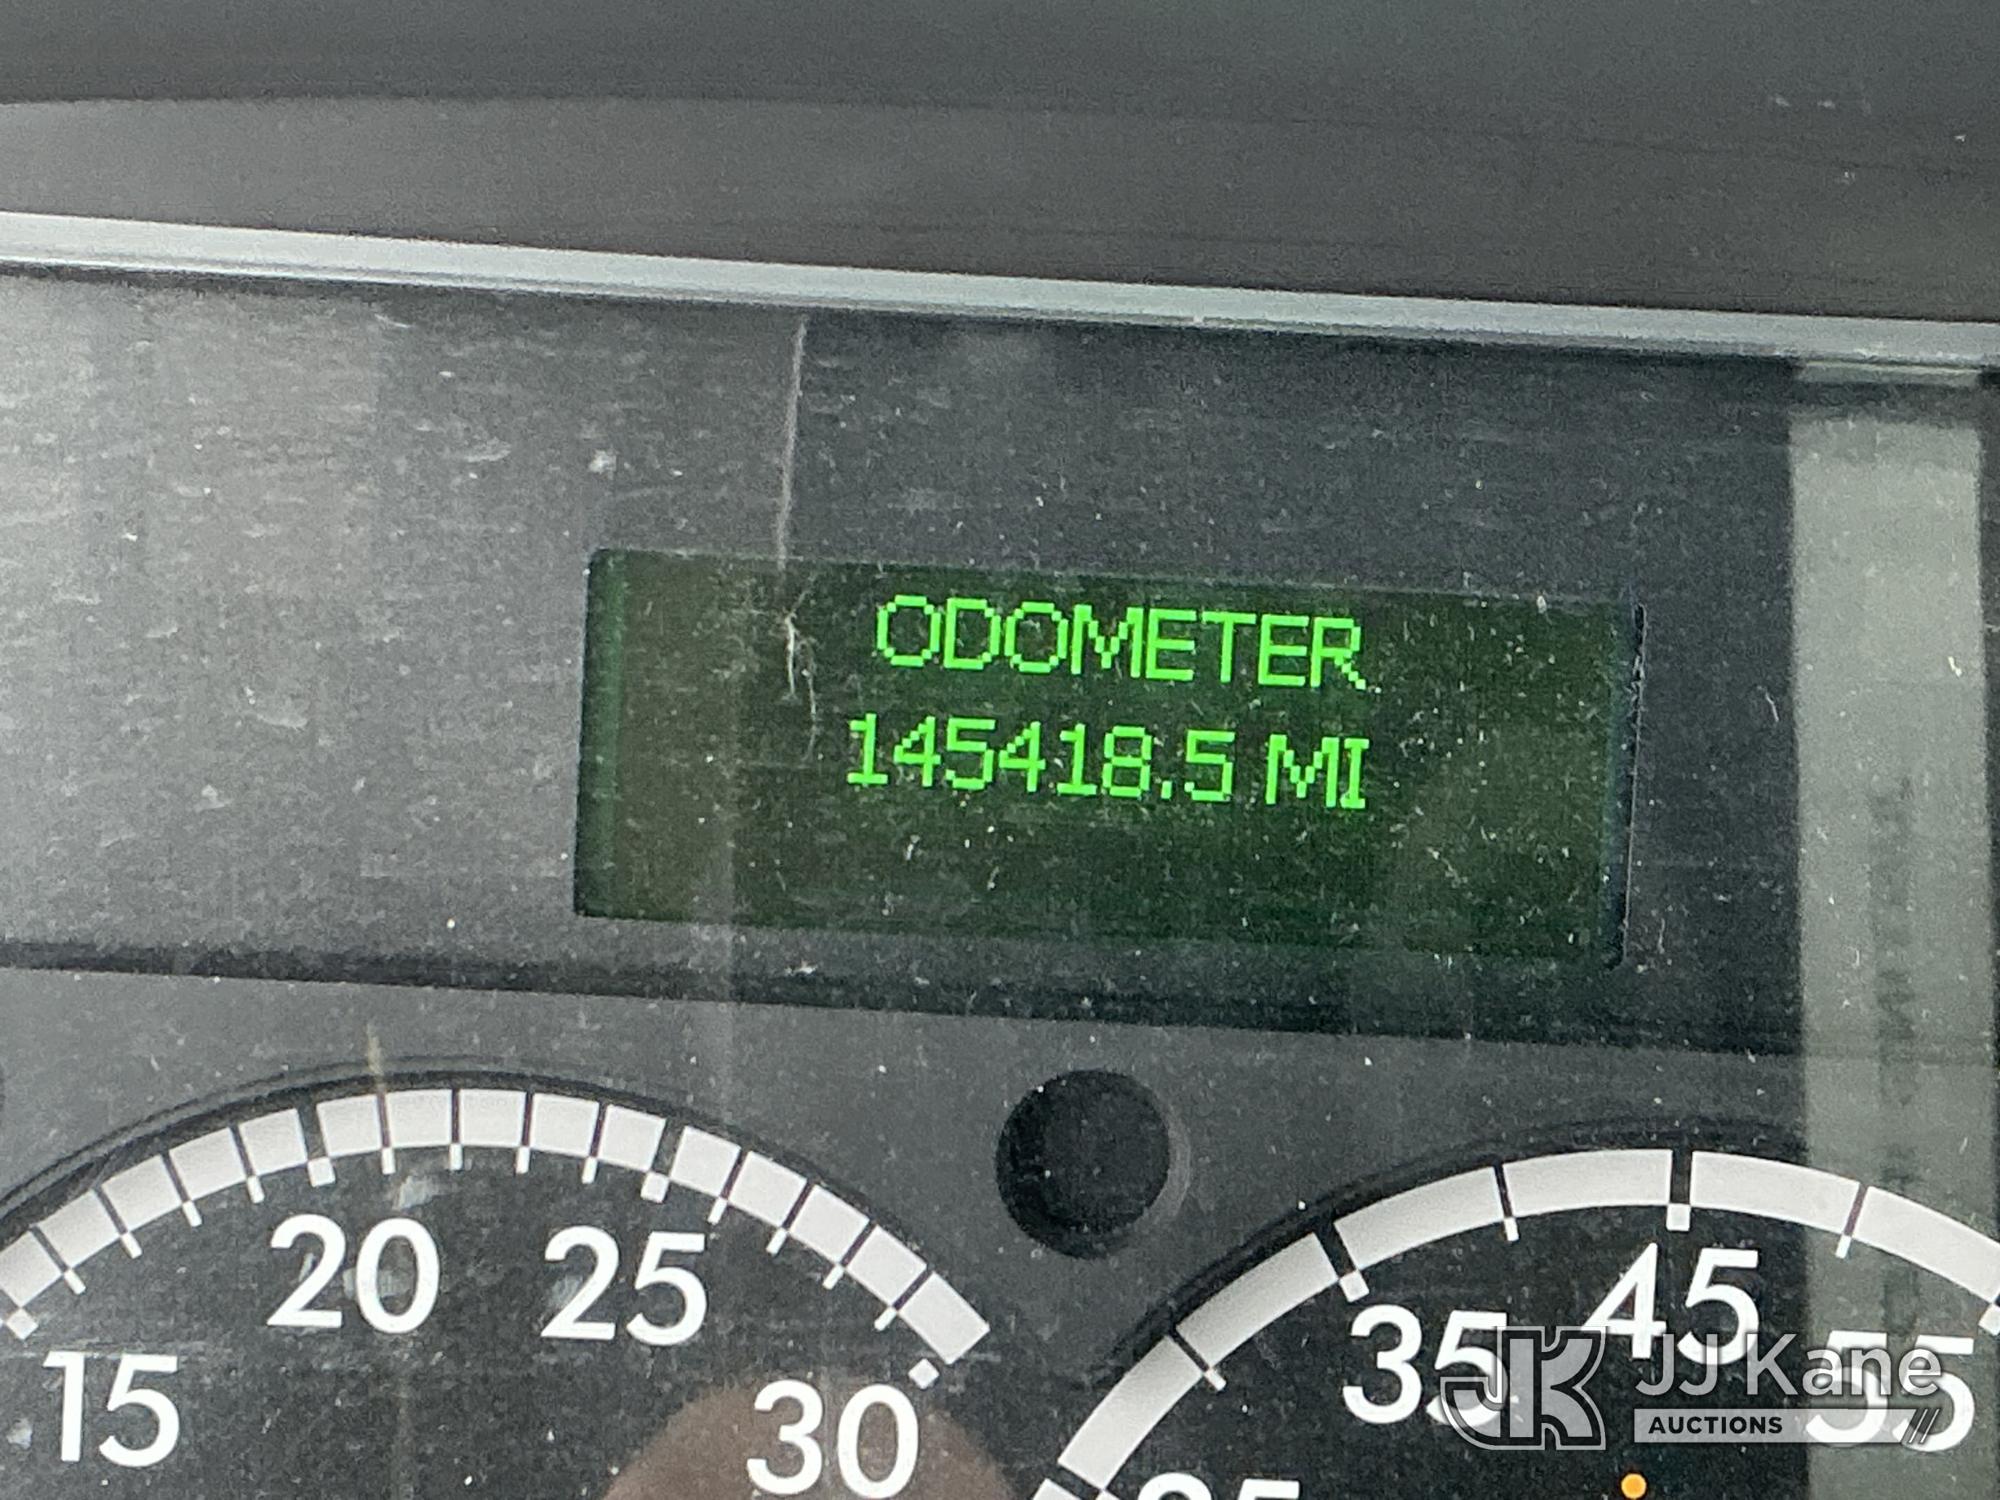 ODOMETER
145418.5 MI
15 20 25 30
35 45 55
JJ Kane
AUCTIONS